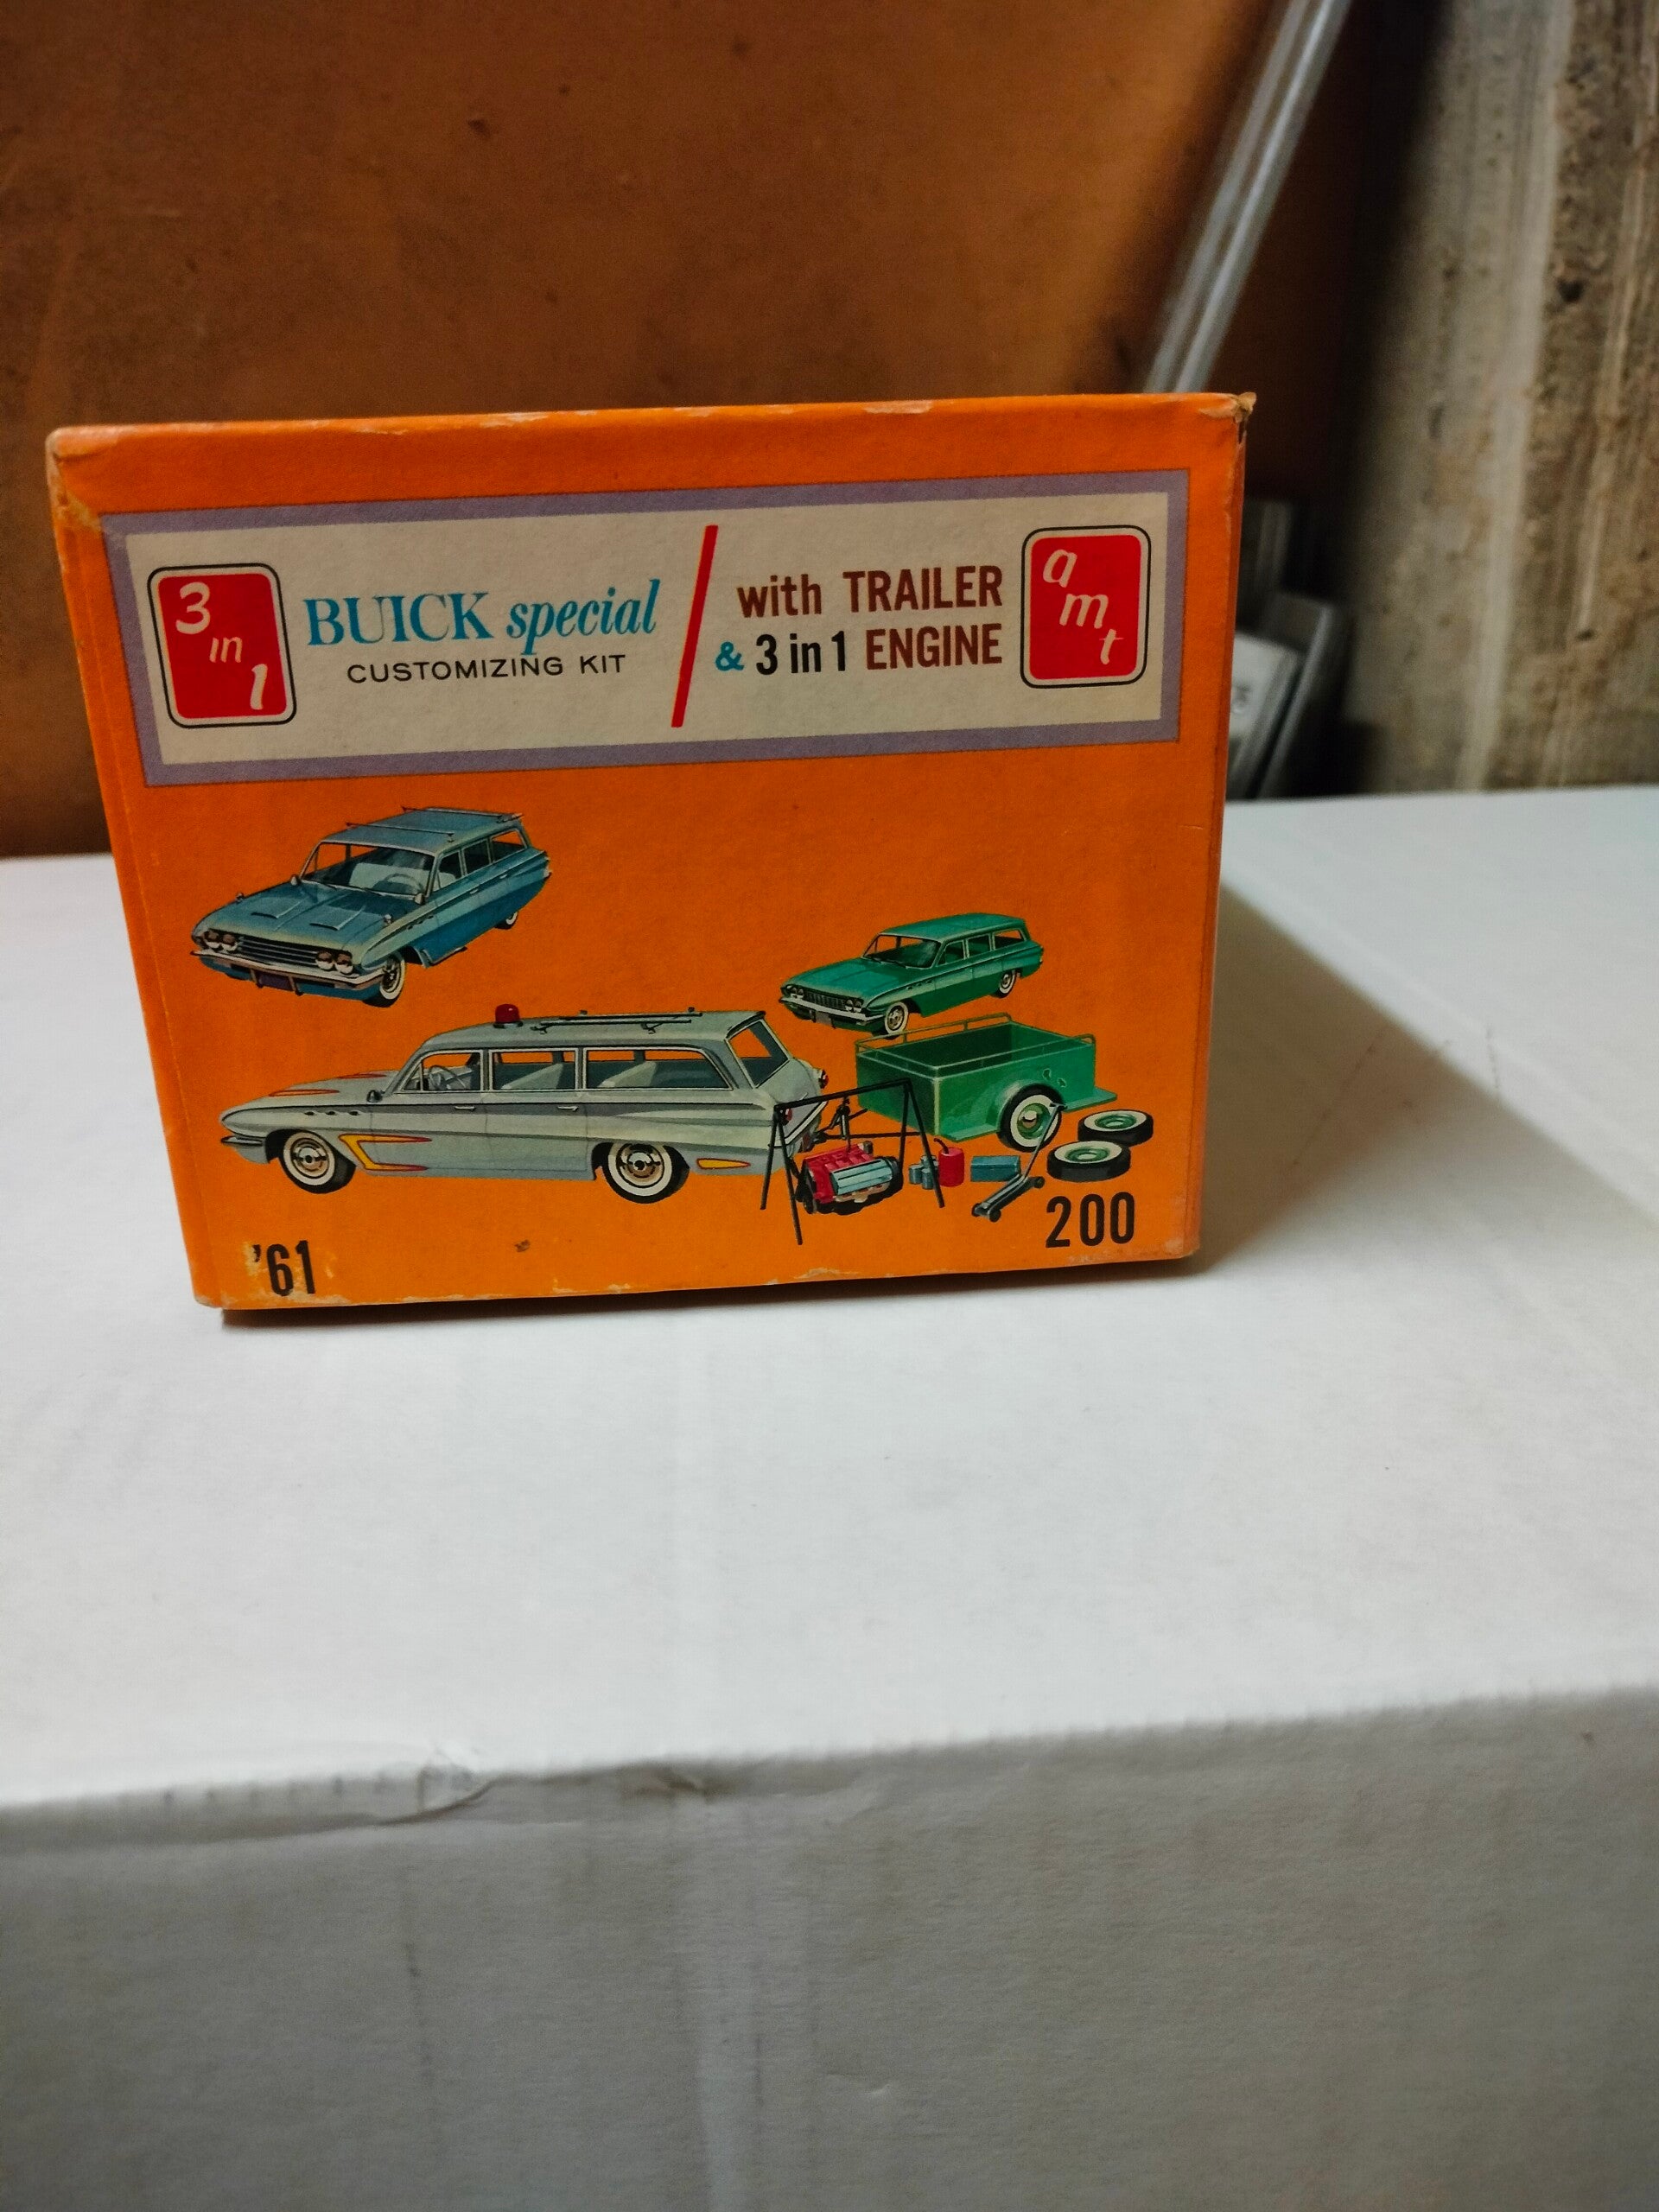 3 in 1
BUICK special
CUSTOMIZING KIT
with TRAILER
& 3 in 1 ENGINE
amt
'61
200